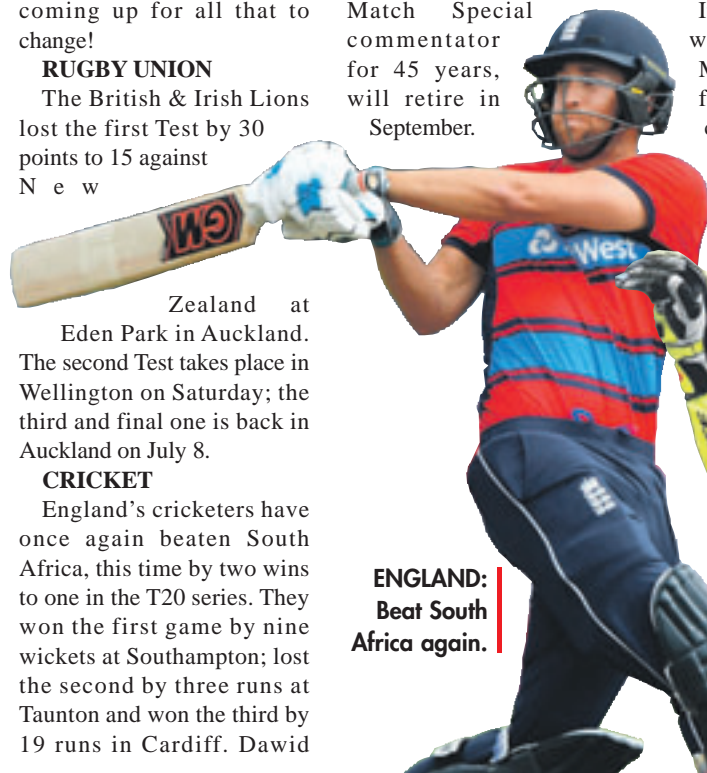 coming up for all that to
change!
RUGBY UNION
The British & Irish Lions
lost the first Test by 30
points to 15 against
N e w
Zealand at
Eden Park in Auckland.
The second Test takes place in
Wellington on Saturday; the
third and final one is back in
Auckland on July 8.
CRICKET
England’s cricketers have
once again beaten South
Africa, this time by two wins
to one in the T20 series. They
won the first game by nine
wickets at Southampton; lost
the second by three runs at
Taunton and won the third by
19 runs in Cardiff. Dawid
Match Special
commentator
for 45 years,
will retire in
September.
GM
West
ENGLAND:
Beat South
Africa again.